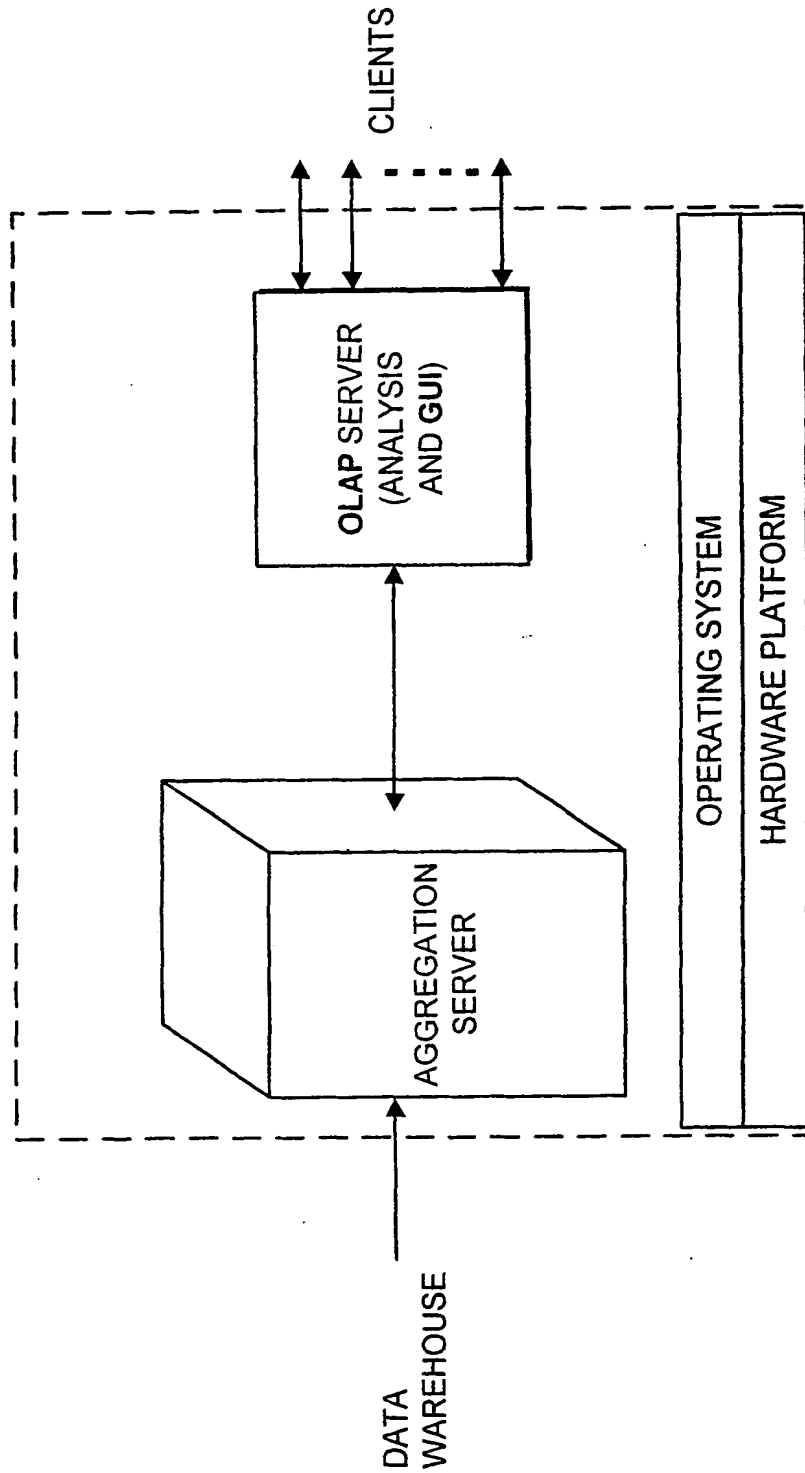 DATA
WAREHOUSE
AGGREGATION
SERVER
OLAP SERVER
(ANALYSIS
AND GUI)
CLIENTS
OPERATING SYSTEM
HARDWARE PLATFORM